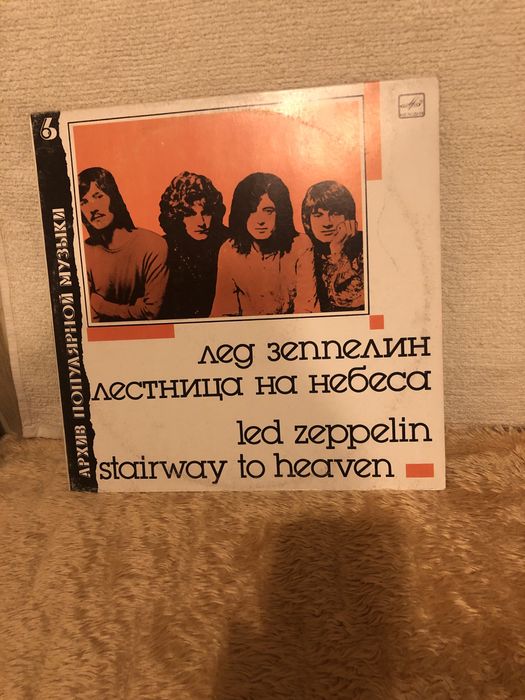 6
АРХИВ ПОПУЛЯРНОЙ МУЗЫКИ
лед зеппелин
лестница на небеса
led zeppelin
stairway to heaven